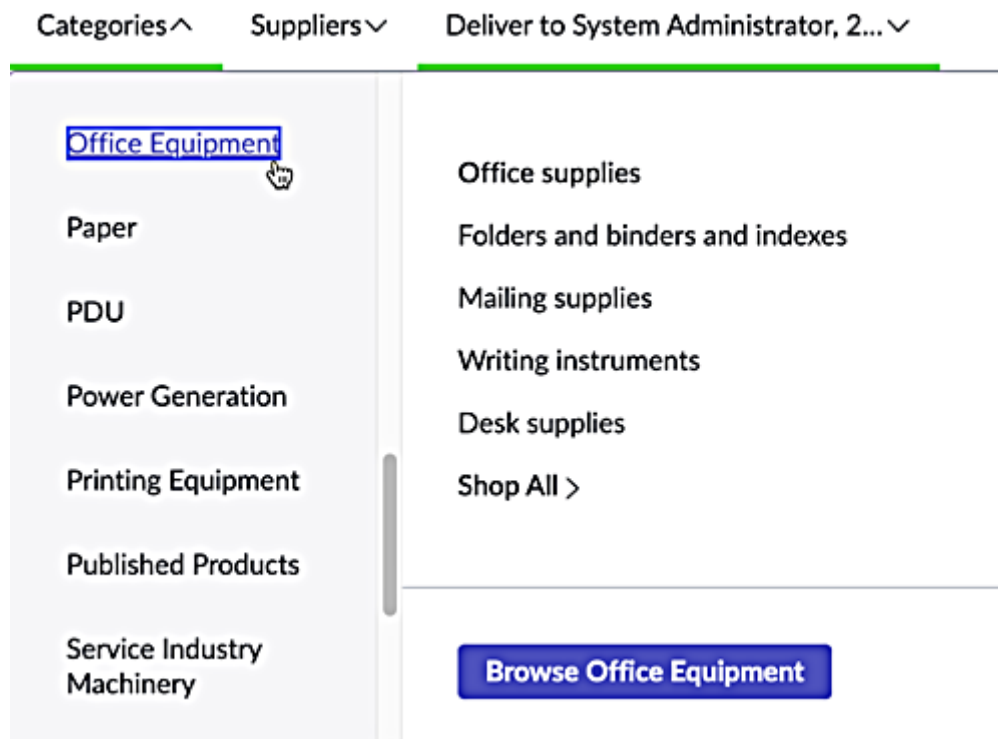 Categories Suppliers Deliver to System Administrator, 2...
Office Equipment
Paper
PDU
Power Generation
Printing Equipment
Published Products
Service Industry
Machinery
Office supplies
Folders and binders and indexes
Mailing supplies
Writing instruments
Desk supplies
Shop All >
Browse Office Equipment